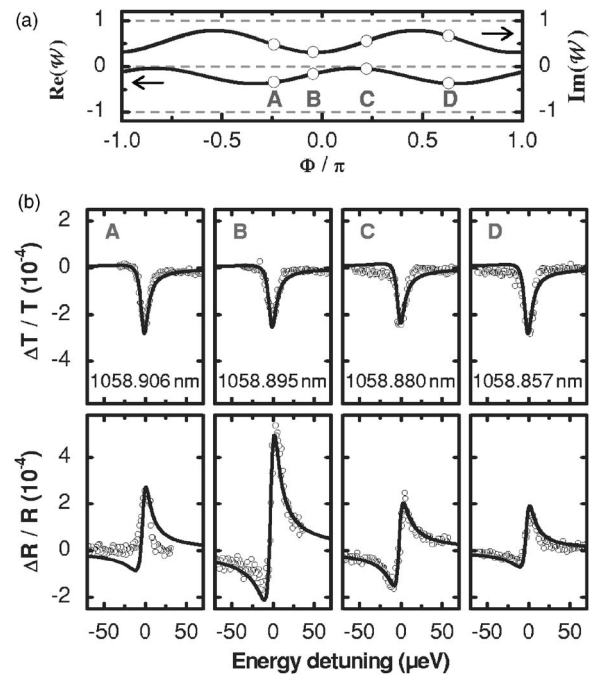 (a)
1
0
-1
Re(𝒲)
1
0
-1
Im(𝒲)
A B C D
-1.0 -0.5 0.0 0.5 1.0
Φ / π
(b)
A B C D
2
0
-2
-4
ΔT / T (10⁻⁴)
1058.906 nm 1058.895 nm 1058.880 nm 1058.857 nm
4
2
0
-2
ΔR / R (10⁻⁴)
-50 0 50 -50 0 50 -50 0 50 -50 0 50
Energy detuning (µeV)